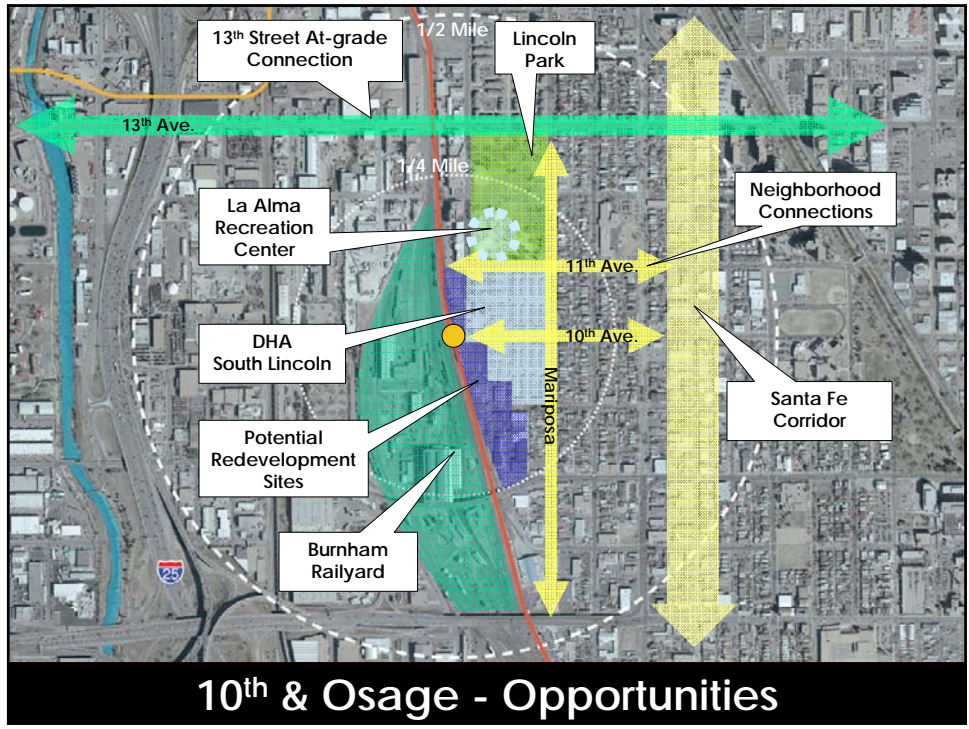 1/2 Mile
13th Street At-grade
Connection
Lincoln
Park
13th Ave.
1/4 Mile
La Alma
Recreation
Center
Neighborhood
Connections
11th Ave.
DHA
South Lincoln
10th Ave.
Mariposa
Santa Fe
Corridor
Potential
Redevelopment
Sites
Burnham
Railyard
25
10th & Osage - Opportunities